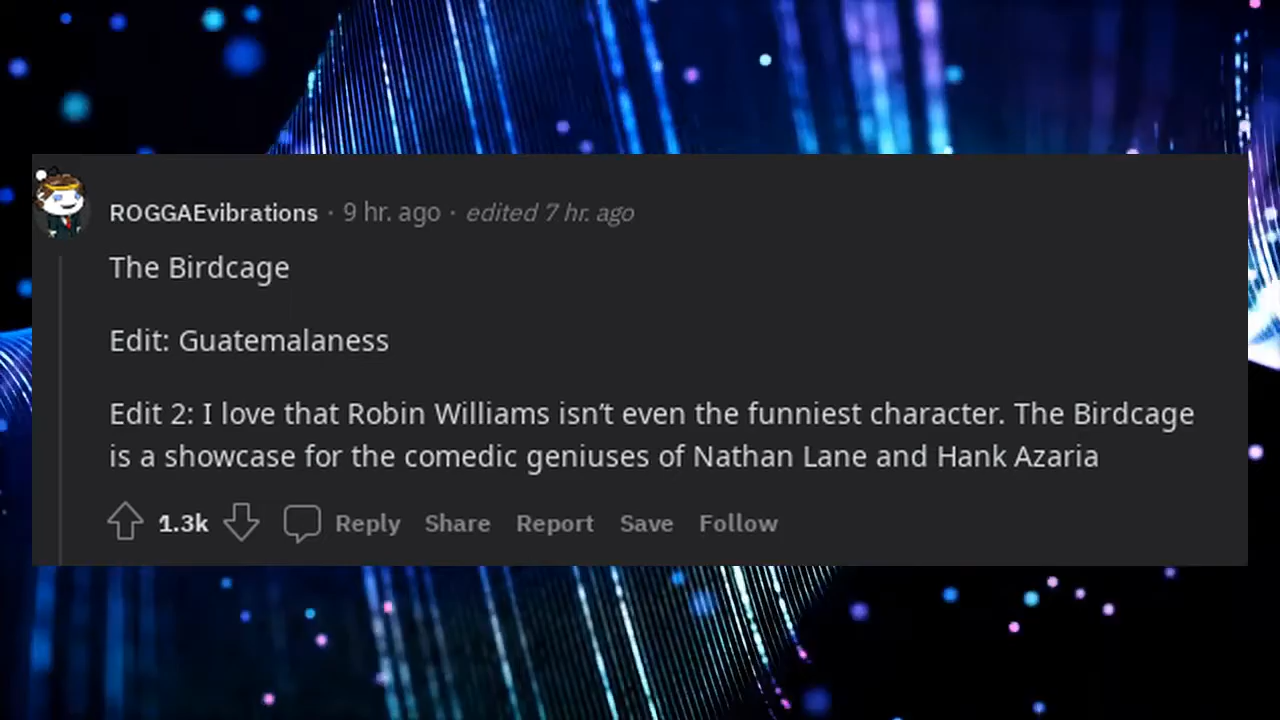 ROGGAEvibrations · 9 hr. ago · edited 7 hr. ago
The Birdcage
Edit: Guatemalaness
Edit 2: I love that Robin Williams isn’t even the funniest character. The Birdcage
is a showcase for the comedic geniuses of Nathan Lane and Hank Azaria
1.3k Reply Share Report Save Follow